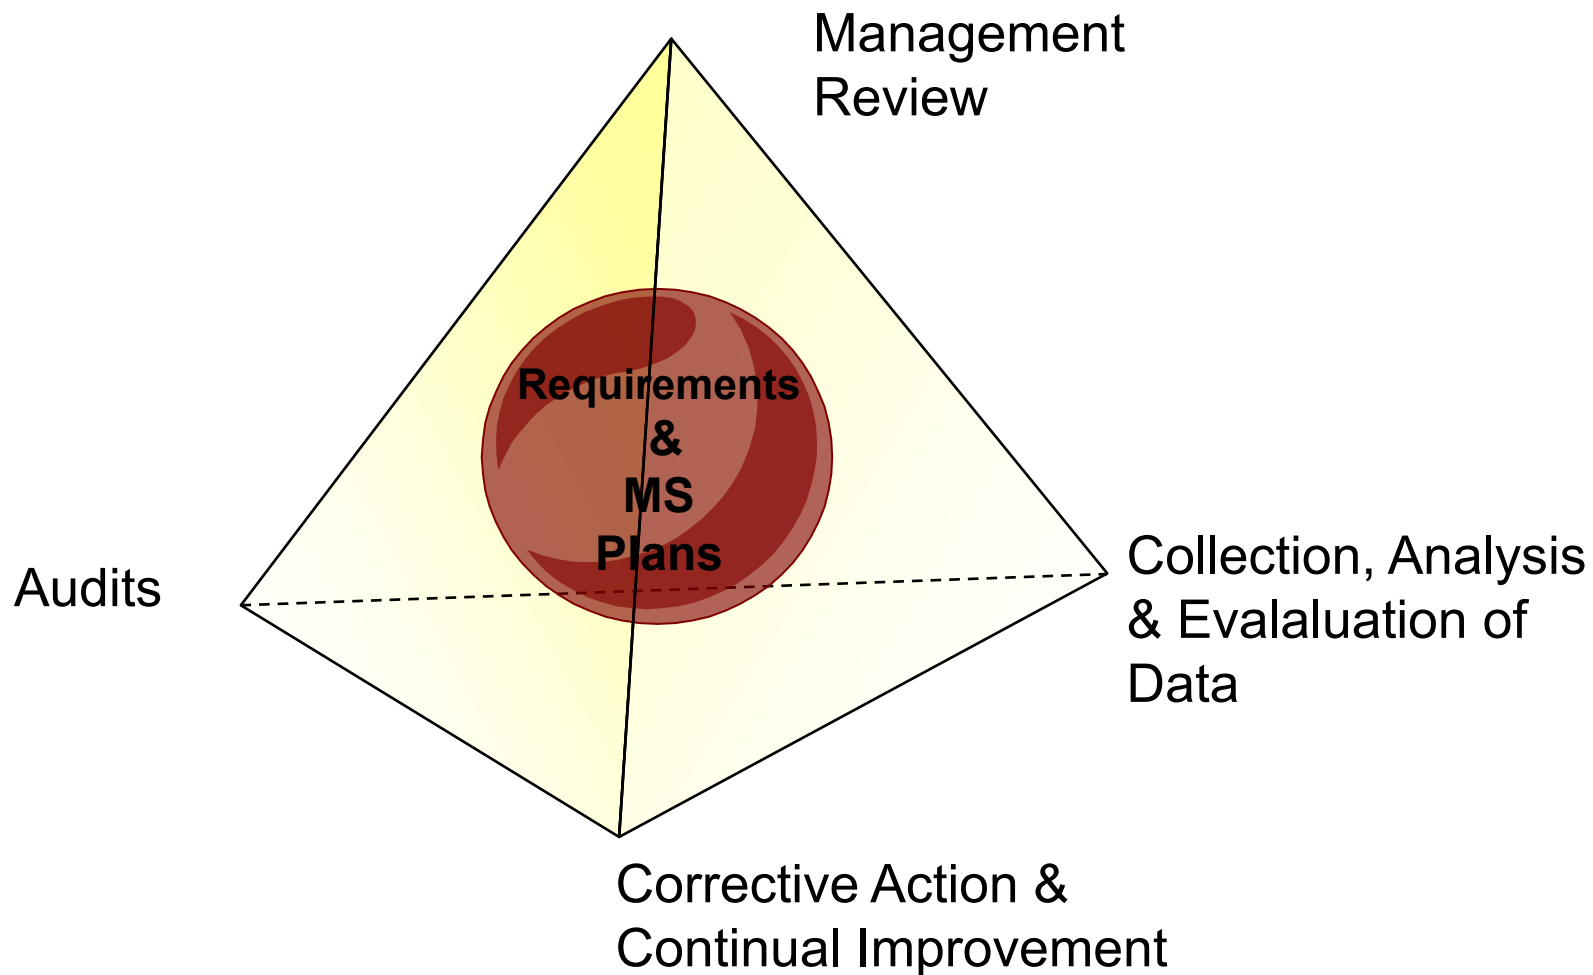 Management
Review
Requirements
&
MS
Plans
Audits
Collection, Analysis
& Evalaluation of
Data
Corrective Action &
Continual Improvement